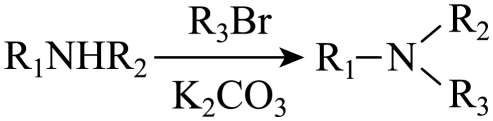 R₁NHR₂
R₃Br
K₂CO₃
R₁–N
R₂
R₃